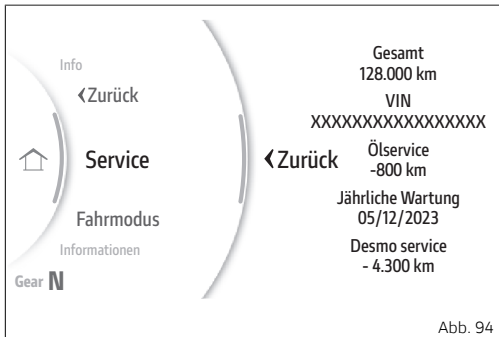 Info
Zurück
Service
Fahrmodus
Informationen
Gear N
Zurück
Gesamt
128.000 km
VIN
XXXXXXXXXXXXXXXXX
Ölservice
-800 km
Jährliche Wartung
05/12/2023
Desmo service
- 4.300 km
Abb. 94